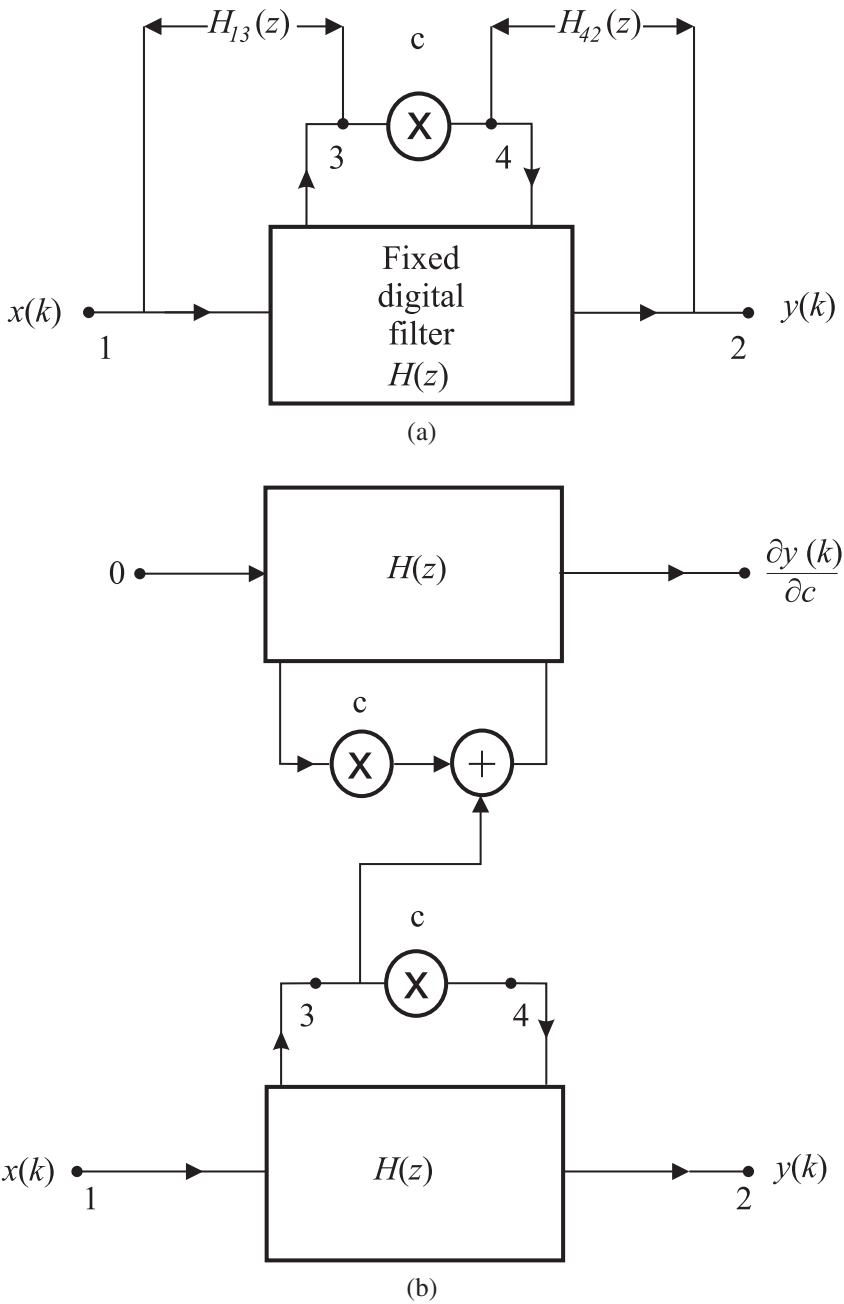 H13(z) H42(z)
c
X
3 4
Fixed
digital
filter
H(z)
x(k) y(k)
1 2
(a)
0 H(z) ∂y (k)
∂c
c
X +
c
X
3 4
x(k) H(z) y(k)
1 2
(b)